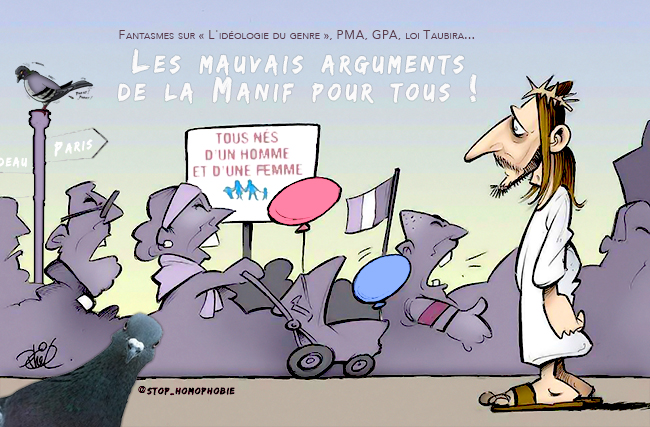 Fantasmes sur « L'idéologie du genre », PMA, GPA, loi Taubira...
Les mauvais arguments
de la Manif pour tous !
DEAU
PARIS
TOUS NÉS
D'UN HOMME
ET D'UNE FEMME
@STOP_HOMOPHOBIE